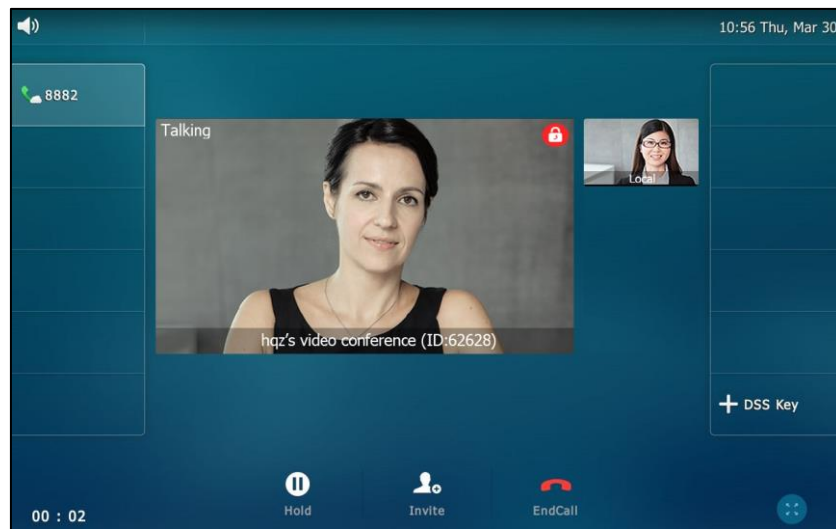 10:56 Thu, Mar 30
8882
Talking
Local
hqz's video conference (ID:62628)
DSS Key
Hold
Invite
EndCall
00 : 02